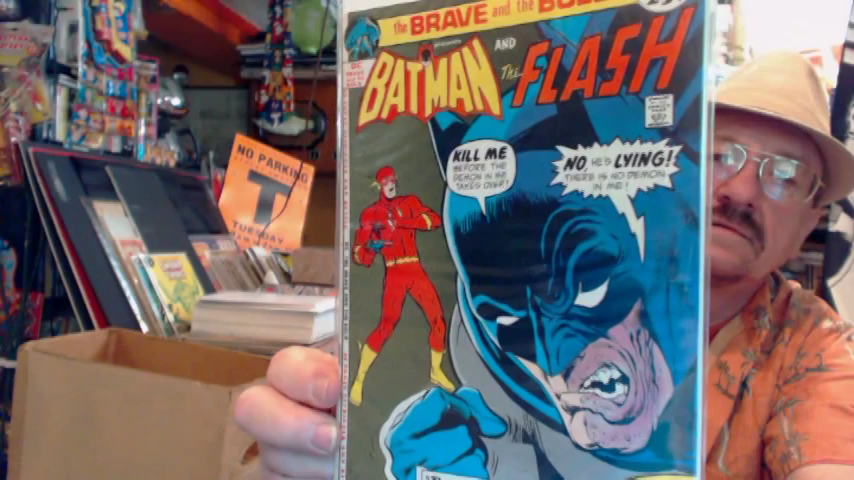 the BRAVE and the BOLD
PRESENTS
BATMAN AND The FLASH
DC
KILL ME
BEFORE THE
DEMON IN ME
TAKES OVER!
NO, HE'S LYING!
THERE IS NO DEMON
IN ME!
NO PARKING
T
TUESDAY